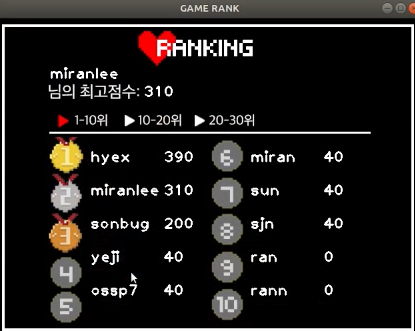 GAME RANK
RANKING
miranlee
님의 최고점수: 310
1-10위 10-20위 20-30위
1 hyex 390
2 miranlee 310
3 sonbug 200
4 yeji 40
5 ossp7 40
6 miran 40
7 sun 40
8 sjn 40
9 ran 0
10 rann 0